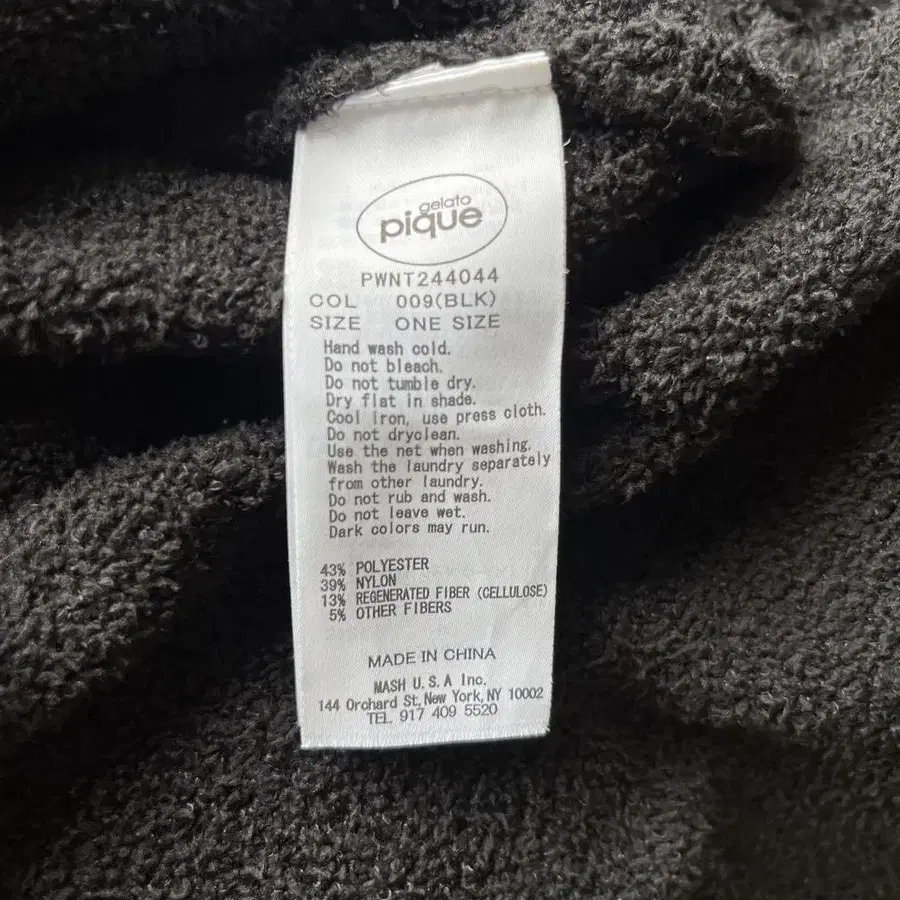 gelato
pique
PWNT244044
COL 009(BLK)
SIZE ONE SIZE
Hand wash cold.
Do not bleach.
Do not tumble dry.
Dry flat in shade.
Cool iron, use press cloth.
Do not dryclean.
Use the net when washing.
Wash the laundry separately
from other laundry.
Do not rub and wash.
Do not leave wet.
Dark colors may run.
43% POLYESTER
39% NYLON
13% REGENERATED FIBER (CELLULOSE)
5% OTHER FIBERS
MADE IN CHINA
MASH U.S.A Inc.
144 Orchard St, New York, NY 10002
TEL 917 409 5520